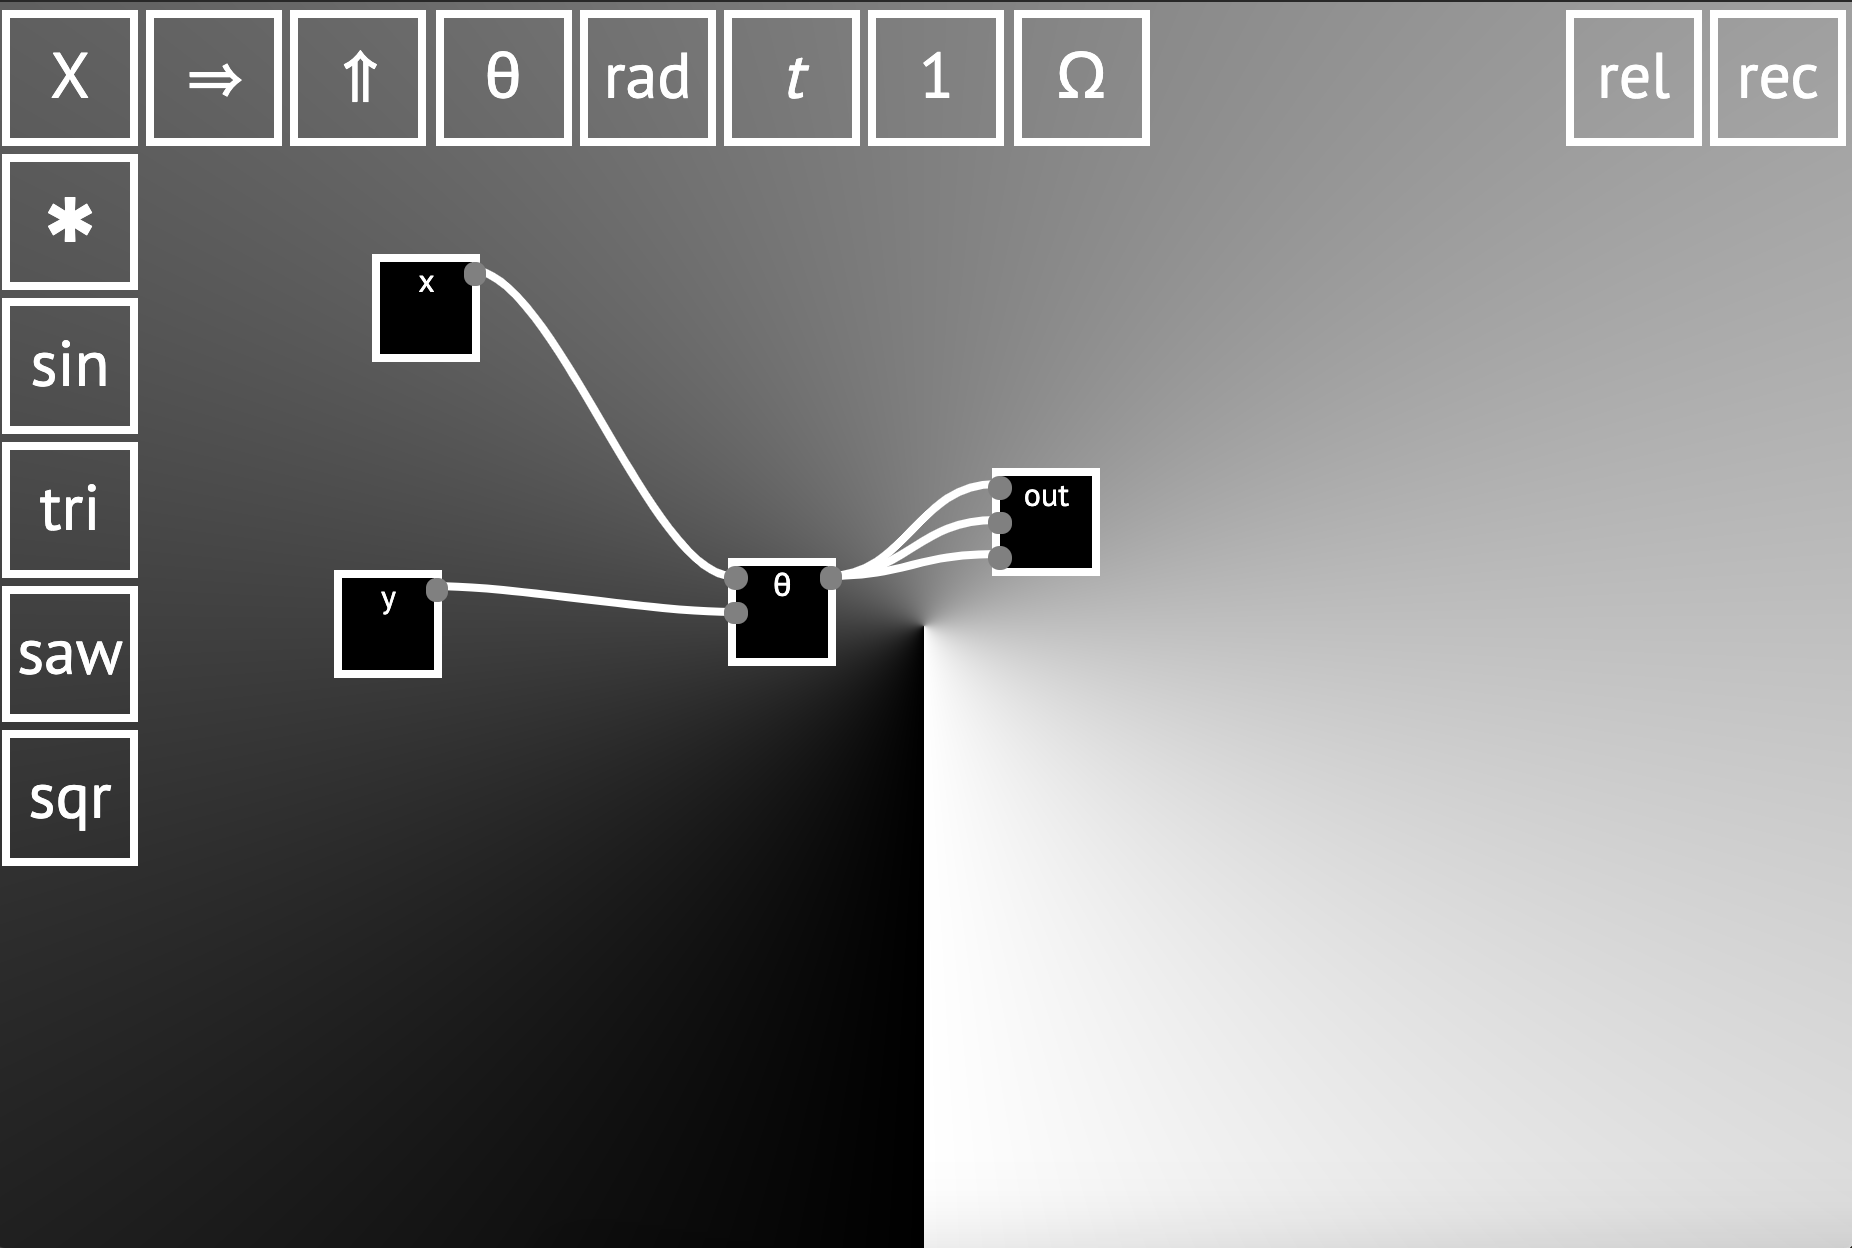 X ⇒ ⇑ θ rad t 1 Ω rel rec
✱
sin
tri
saw
sqr
x
out
θ
y